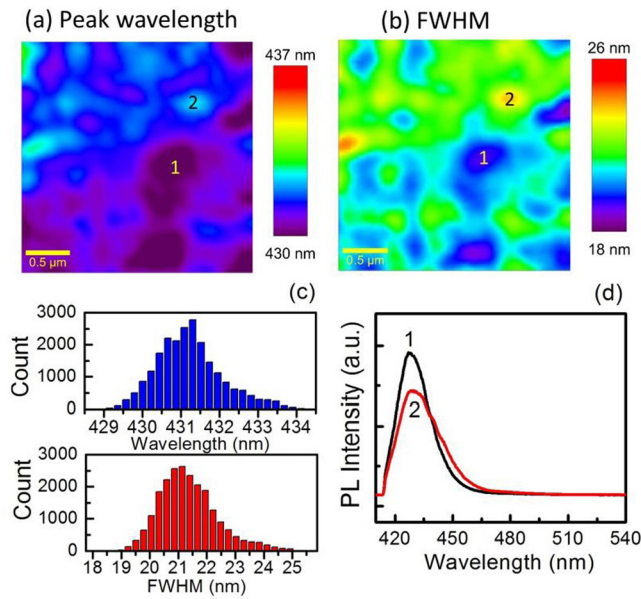 (a) Peak wavelength
437 nm
2
1
0.5 µm
430 nm
(b) FWHM
26 nm
2
1
0.5 µm
18 nm
(c)
Count
3000
2000
1000
0
429 430 431 432 433 434
Wavelength (nm)
Count
3000
2000
1000
0
18 19 20 21 22 23 24 25
FWHM (nm)
(d)
PL Intensity (a.u.)
1
2
420 450 480 510 540
Wavelength (nm)